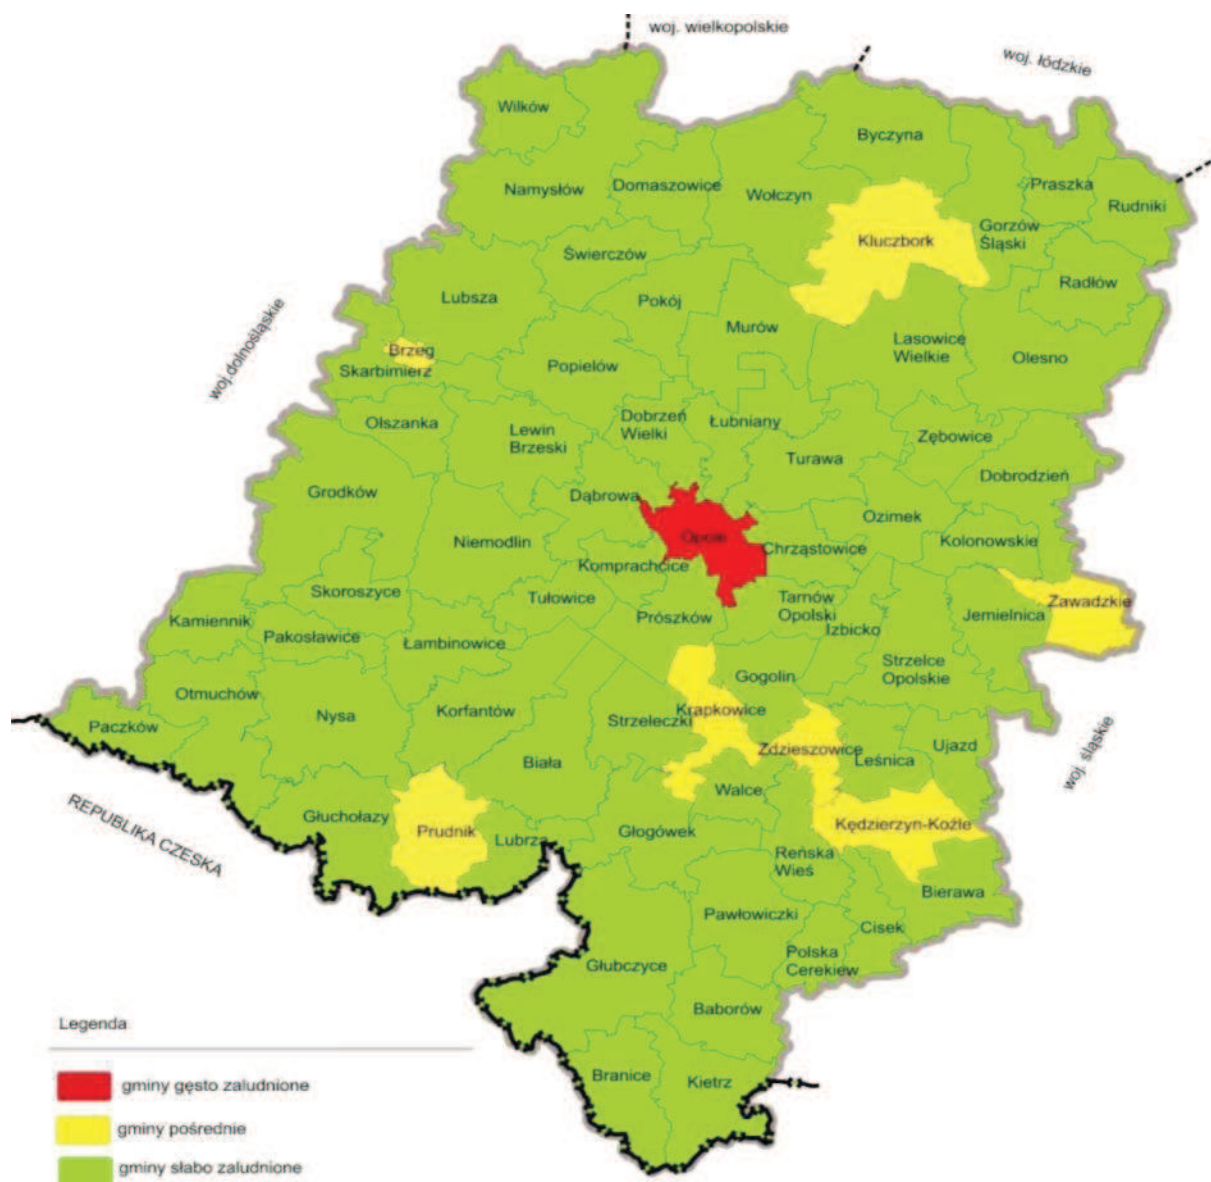 woj. wielkopolskie
woj. łódzkie
Wilków
Byczyna
Namysłów
Domaszowice
Wołczyn
Praszka
Rudniki
Kluczbork
Gorzów
Śląski
Świerczów
Radłów
Lubsza
Pokój
woj.dolnośląskie
Murów
Lasowice
Wielkie
Olesno
Brzeg
Skarbimierz
Popielów
Olszanka
Lewin
Brzeski
Dobrzeń
Wielki
Łubniany
Zębowice
Turawa
Dobrodzień
Grodków
Dąbrowa
Ozimek
Niemodlin
Opole
Chrząstowice
Kolonowskie
Komprachcice
Skoroszyce
Tułowice
Tarnów
Opolski
Zawadzkie
Kamiennik
Prószków
Jemielnica
Pakosławice
Łambinowice
Izbicko
Strzelce
Opolskie
Gogolin
Otmuchów
Nysa
Korfantów
Strzeleczki
Krapkowice
Paczków
Zdzieszowice
Leśnica
Ujazd
woj. śląskie
Biała
Walce
REPUBLIKA CZESKA
Głuchołazy
Prudnik
Lubrza
Głogówek
Kędzierzyn-Koźle
Reńska
Wieś
Bierawa
Pawłowiczki
Cisek
Polska
Cerekiew
Głubczyce
Baborów
Branice
Kietrz
Legenda
gminy gęsto zaludnione
gminy pośrednie
gminy słabo zaludnione